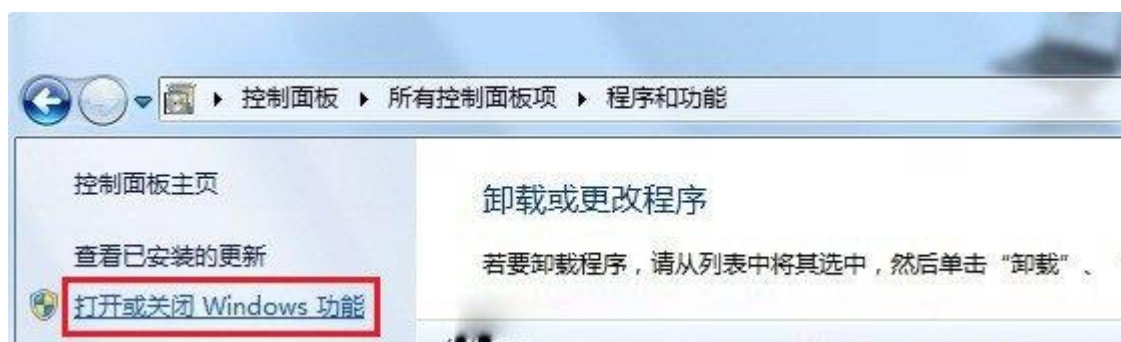 控制面板 ▸ 所有控制面板项 ▸ 程序和功能
控制面板主页
查看已安装的更新
打开或关闭 Windows 功能
卸载或更改程序
若要卸载程序，请从列表中将其选中，然后单击“卸载”、